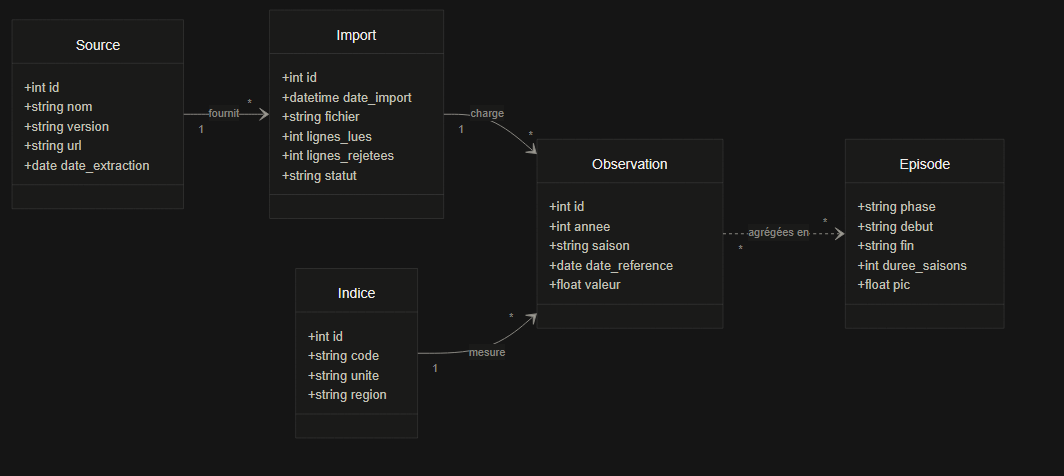 Source
+int id
+string nom
+string version
+string url
+date date_extraction
fournit
1
*
Import
+int id
+datetime date_import
+string fichier
+int lignes_lues
+int lignes_rejetees
+string statut
charge
1
*
Observation
+int id
+int annee
+string saison
+date date_reference
+float valeur
agrégées en
*
*
Episode
+string phase
+string debut
+string fin
+int duree_saisons
+float pic
Indice
+int id
+string code
+string unite
+string region
mesure
1
*